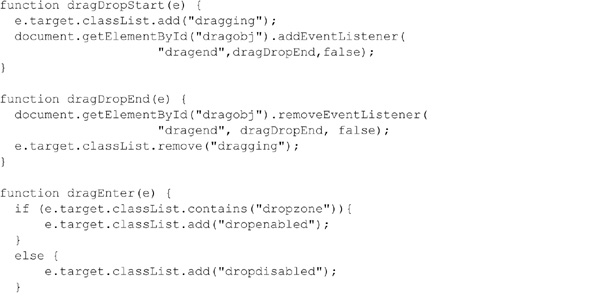 function dragDropStart(e) {
  e.target.classList.add("dragging");
  document.getElementById("dragobj").addEventListener(
                    "dragend",dragDropEnd,false);
}

function dragDropEnd(e) {
  document.getElementById("dragobj").removeEventListener(
                    "dragend", dragDropEnd, false);
  e.target.classList.remove("dragging");
}

function dragEnter(e) {
  if (e.target.classList.contains("dropzone")){
      e.target.classList.add("dropenabled");
  }
  else {
      e.target.classList.add("dropdisabled");
  }